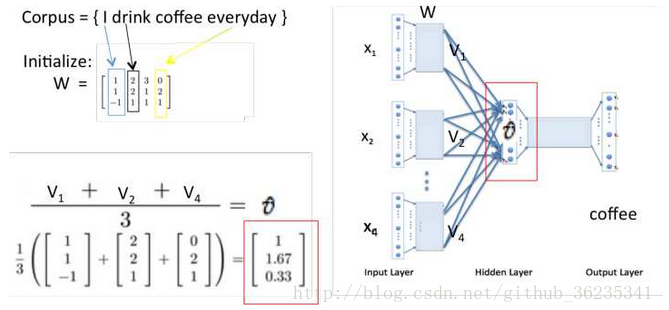 Corpus = { I drink coffee everyday }
Initialize:
W = [ 1 2 3 0
1 2 1 2
-1 1 1 1 ]
V₁ + V₂ + V₄
3
= v̂
1/3 ( [ 1 1 -1 ] + [ 2 2 1 ] + [ 0 2 1 ] ) = [ 1 1.67 0.33 ]
W
X₁
V₁
X₂
V₂
v̂
X₄
V₄
coffee
Input Layer
Hidden Layer
Output Layer
http://blog.csdn.net/github_36235341